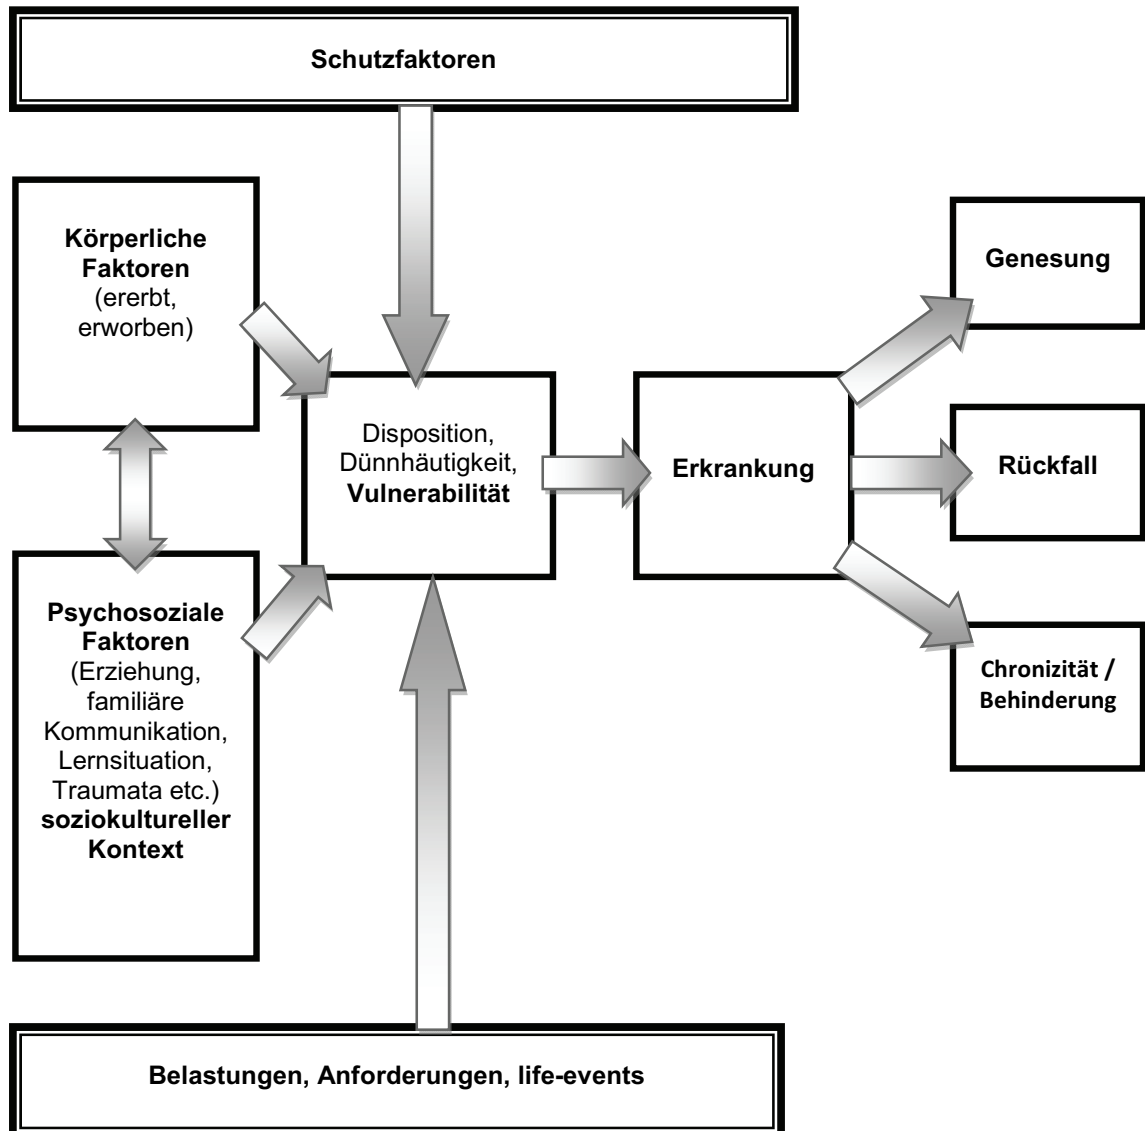 Schutzfaktoren
Körperliche
Faktoren
(ererbt,
erworben)
Genesung
Disposition,
Dünnhäutigkeit,
Vulnerabilität
Erkrankung
Rückfall
Psychosoziale
Faktoren
(Erziehung,
familiäre
Kommunikation,
Lernsituation,
Traumata etc.)
soziokultureller
Kontext
Chronizität /
Behinderung
Belastungen, Anforderungen, life-events